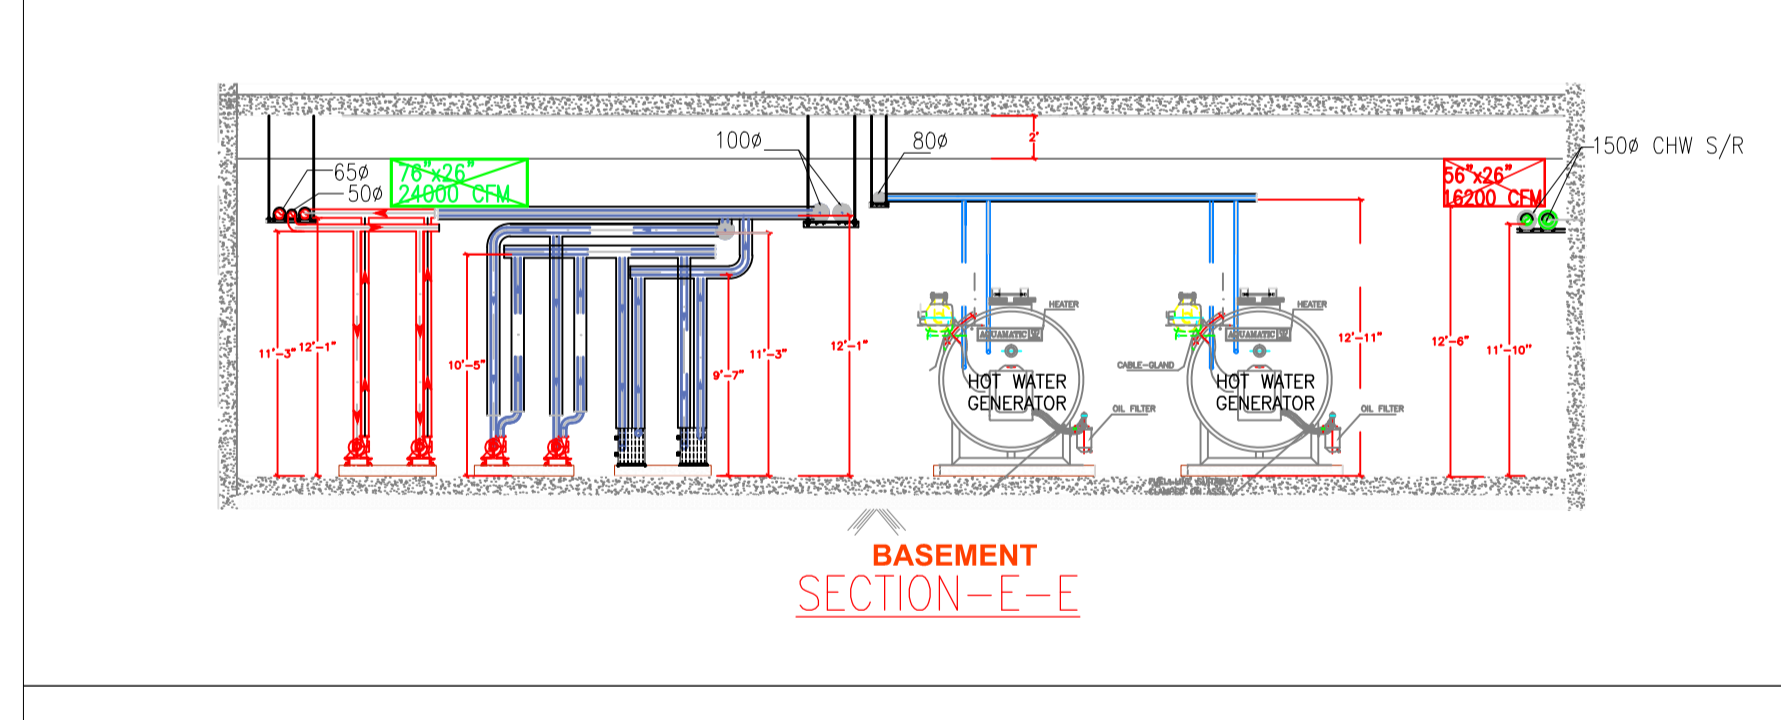 2'
100ø
80ø
150ø CHW S/R
65ø
50ø
76"x26"
24000 CFM
56"x26"
16200 CFM
HEATER
HEATER
AQUAMATIC
AQUAMATIC
11'-3"
12'-1"
10'-5"
9'-7"
11'-3"
12'-1"
12'-11"
12'-6"
11'-10"
CABLE-GLAND
HOT WATER
GENERATOR
HOT WATER
GENERATOR
OIL FILTER
OIL FILTER
BASEMENT
SECTION-E-E